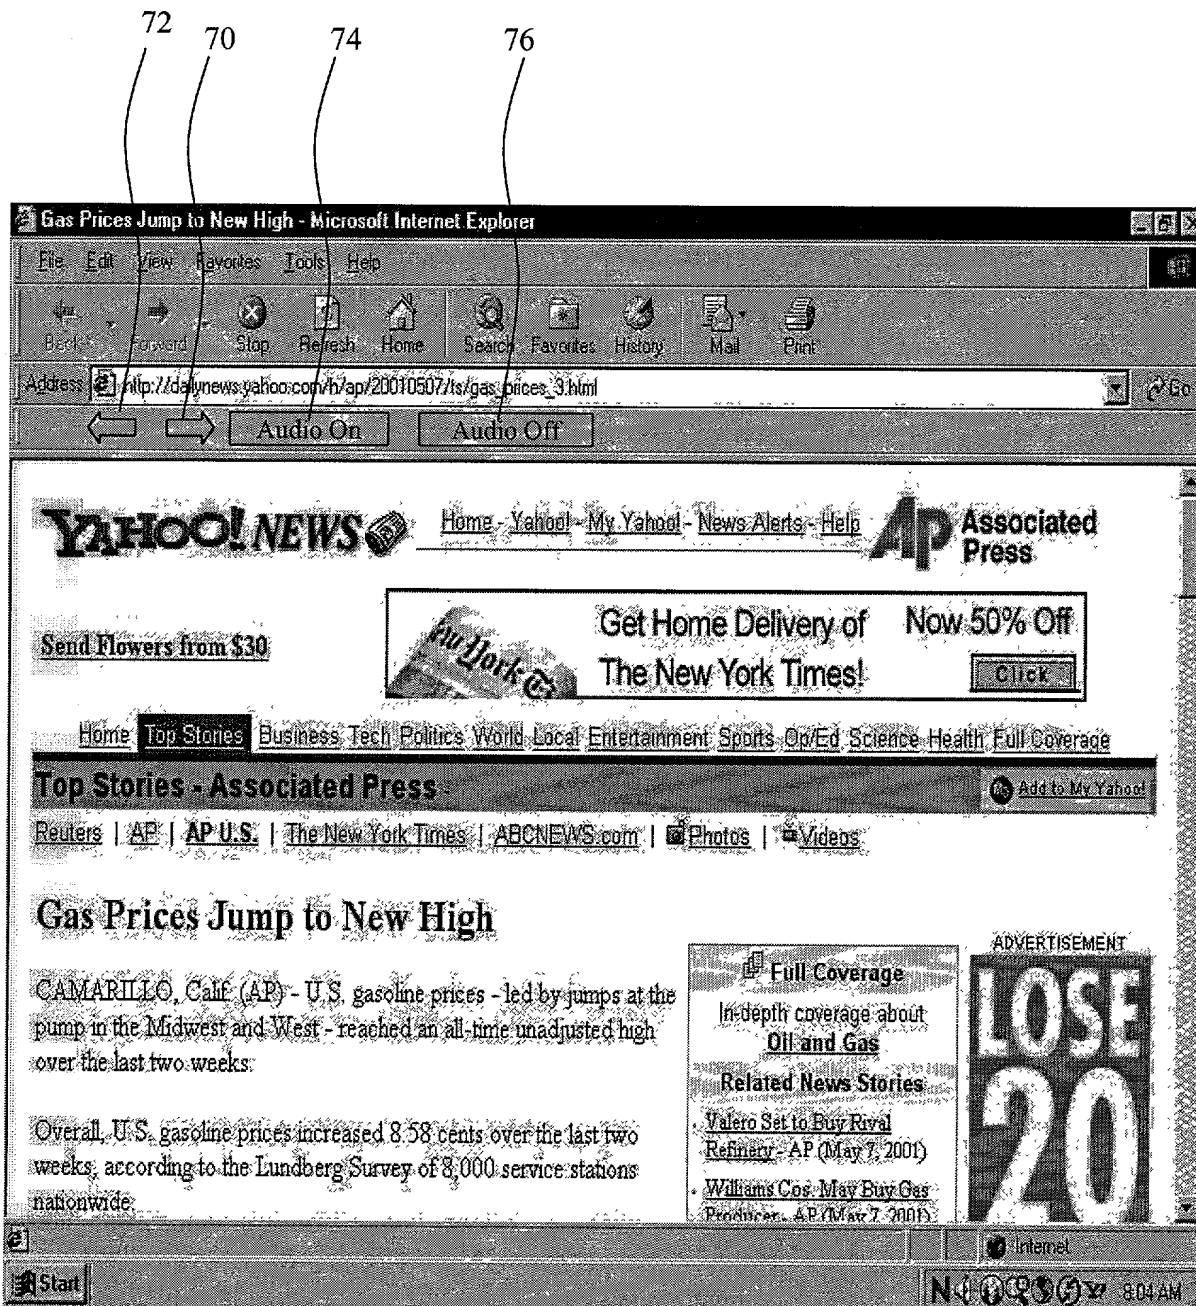 72 70 74 76
Gas Prices Jump to New High - Microsoft Internet Explorer
File Edit View Favorites Tools Help
Back Forward Stop Refresh Home Search Favorites History Mail Print
Address http://dailynews.yahoo.com/h/ap/20010507/ts/gas_prices_3.html Go
Audio On Audio Off
YAHOO! NEWS Home - Yahoo! - My Yahoo! - News Alerts - Help AP Associated Press
Send Flowers from $30
Get Home Delivery of Now 50% Off
The New York Times! Click
Home Top Stories Business Tech Politics World Local Entertainment Sports Op/Ed Science Health Full Coverage
Top Stories - Associated Press Add to My Yahoo!
Reuters | AP | AP U.S. | The New York Times | ABCNEWS.com | Photos | Videos
Gas Prices Jump to New High
CAMARILLO, Calif. (AP) - U.S. gasoline prices - led by jumps at the
pump in the Midwest and West - reached an all-time unadjusted high
over the last two weeks.
Overall, U.S. gasoline prices increased 8.58 cents over the last two
weeks, according to the Lundberg Survey of 8,000 service stations
nationwide.
Full Coverage
In-depth coverage about
Oil and Gas
Related News Stories
Valero Set to Buy Rival
Refinery - AP (May 7, 2001)
Williams Cos. May Buy Gas
Producer - AP (May 7, 2001)
ADVERTISEMENT
LOSE
20
Internet
Start 8:04 AM